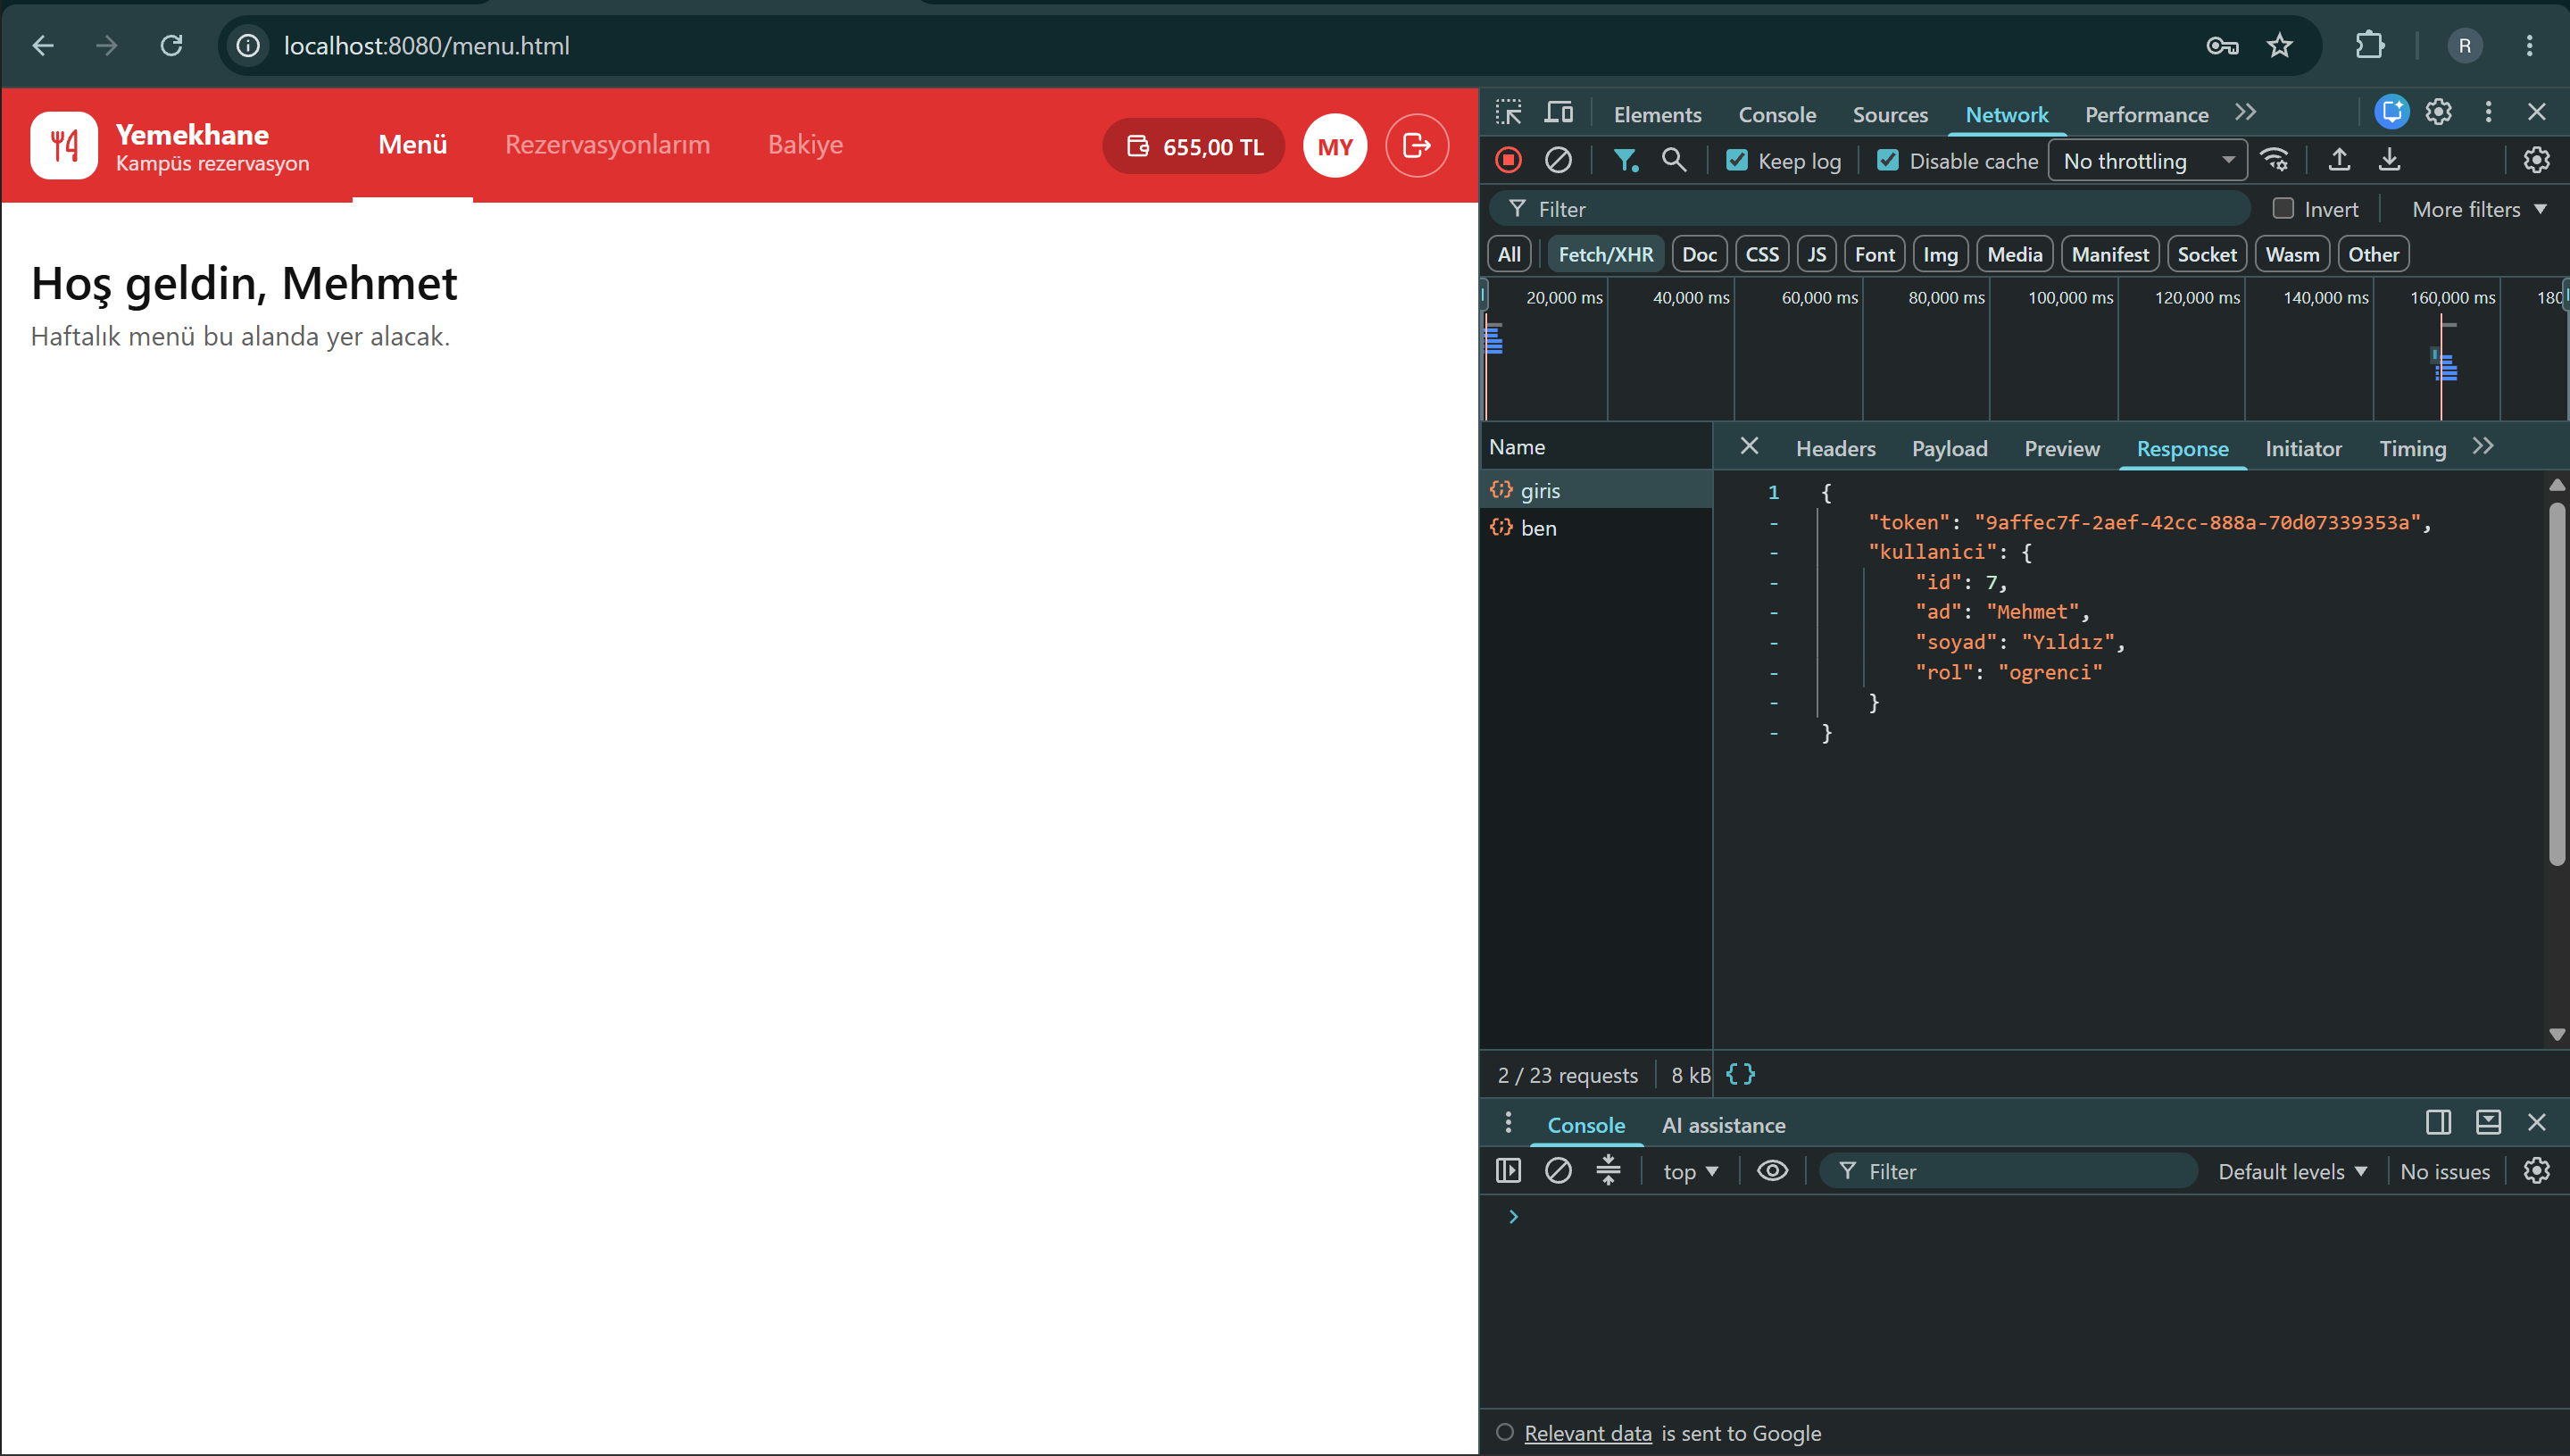 localhost:8080/menu.html
R
Yemekhane
Kampüs rezervasyon
Menü
Rezervasyonlarım
Bakiye
655,00 TL
MY
Hoş geldin, Mehmet
Haftalık menü bu alanda yer alacak.
Elements
Console
Sources
Network
Performance
Keep log
Disable cache
No throttling
Filter
Invert
More filters
All
Fetch/XHR
Doc
CSS
JS
Font
Img
Media
Manifest
Socket
Wasm
Other
20,000 ms
40,000 ms
60,000 ms
80,000 ms
100,000 ms
120,000 ms
140,000 ms
160,000 ms
180
Name
giris
ben
Headers
Payload
Preview
Response
Initiator
Timing
1 {
- "token": "9affec7f-2aef-42cc-888a-70d07339353a",
- "kullanici": {
- "id": 7,
- "ad": "Mehmet",
- "soyad": "Yıldız",
- "rol": "ogrenci"
- }
- }
2 / 23 requests
8 kB
{ }
Console
AI assistance
top
Filter
Default levels
No issues
Relevant data is sent to Google